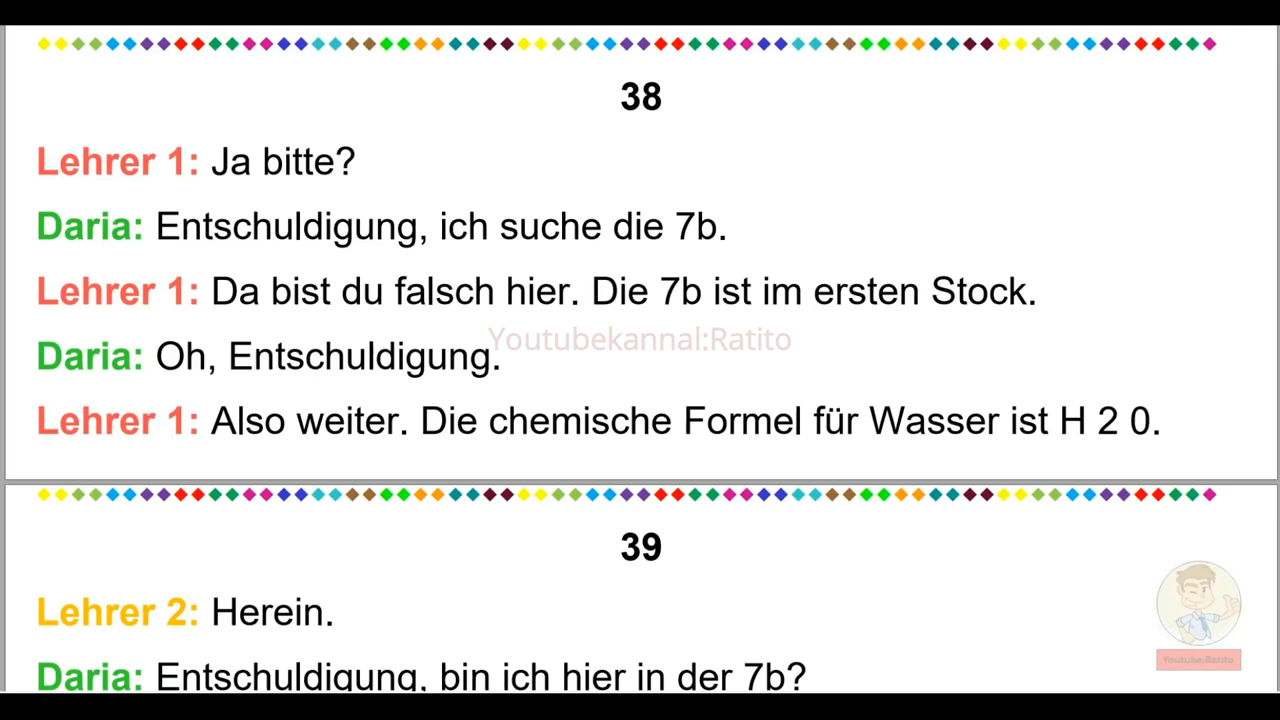 38
Lehrer 1: Ja bitte?
Daria: Entschuldigung, ich suche die 7b.
Lehrer 1: Da bist du falsch hier. Die 7b ist im ersten Stock.
Youtubekannal:Ratito
Daria: Oh, Entschuldigung.
Lehrer 1: Also weiter. Die chemische Formel für Wasser ist H 2 0.
39
Lehrer 2: Herein.
Youtube:Ratito
Daria: Entschuldigung, bin ich hier in der 7b?